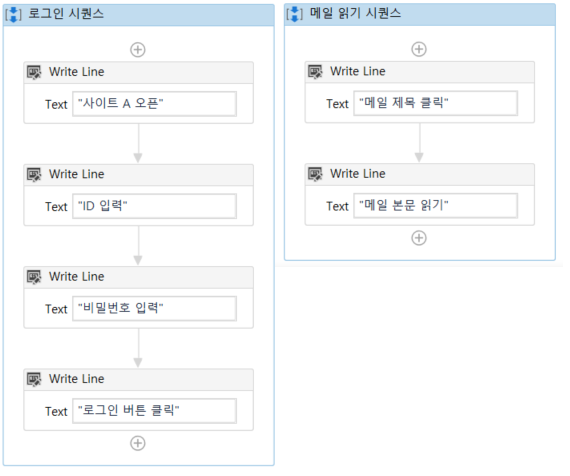 로그인 시퀀스
Write Line
Text "사이트 A 오픈"
Write Line
Text "ID 입력"
Write Line
Text "비밀번호 입력"
Write Line
Text "로그인 버튼 클릭"
메일 읽기 시퀀스
Write Line
Text "메일 제목 클릭"
Write Line
Text "메일 본문 읽기"